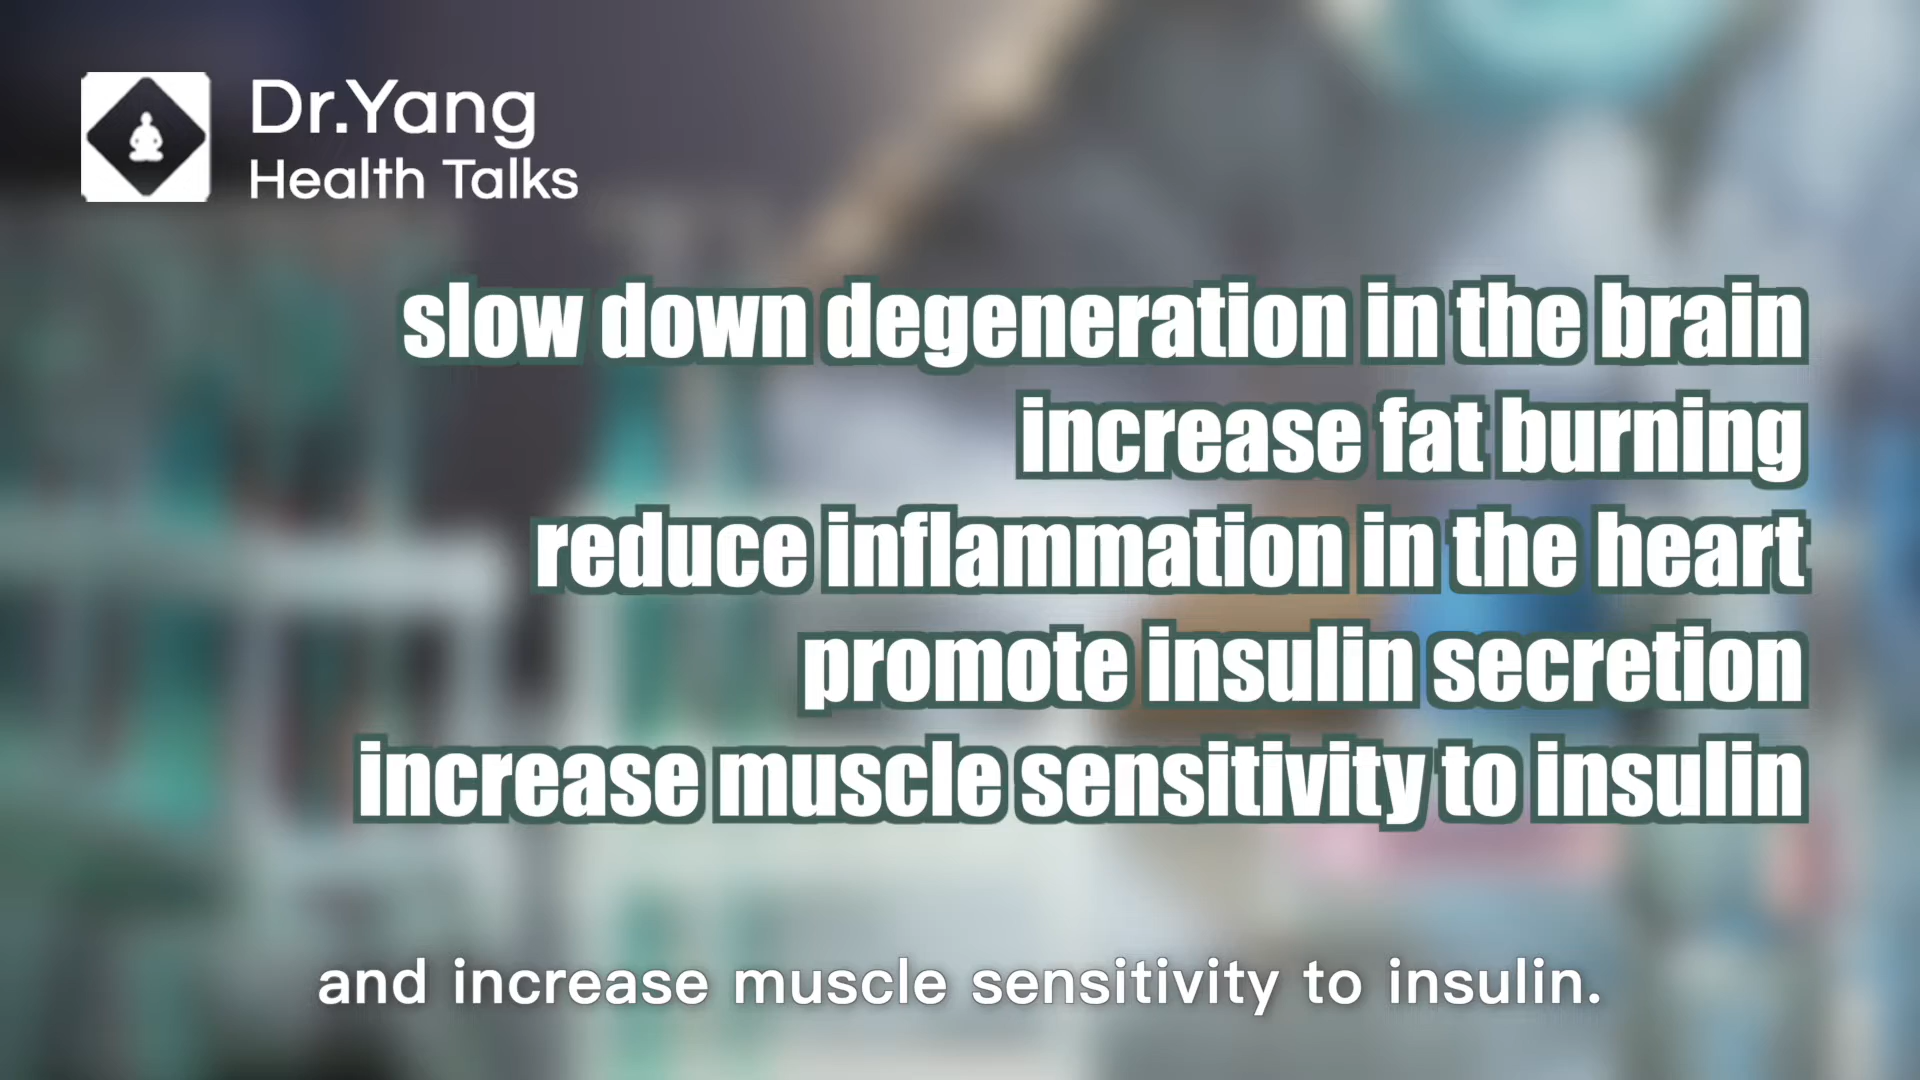 Dr.Yang
Health Talks
slow down degeneration in the brain
increase fat burning
reduce inflammation in the heart
promote insulin secretion
increase muscle sensitivity to insulin
and increase muscle sensitivity to insulin.